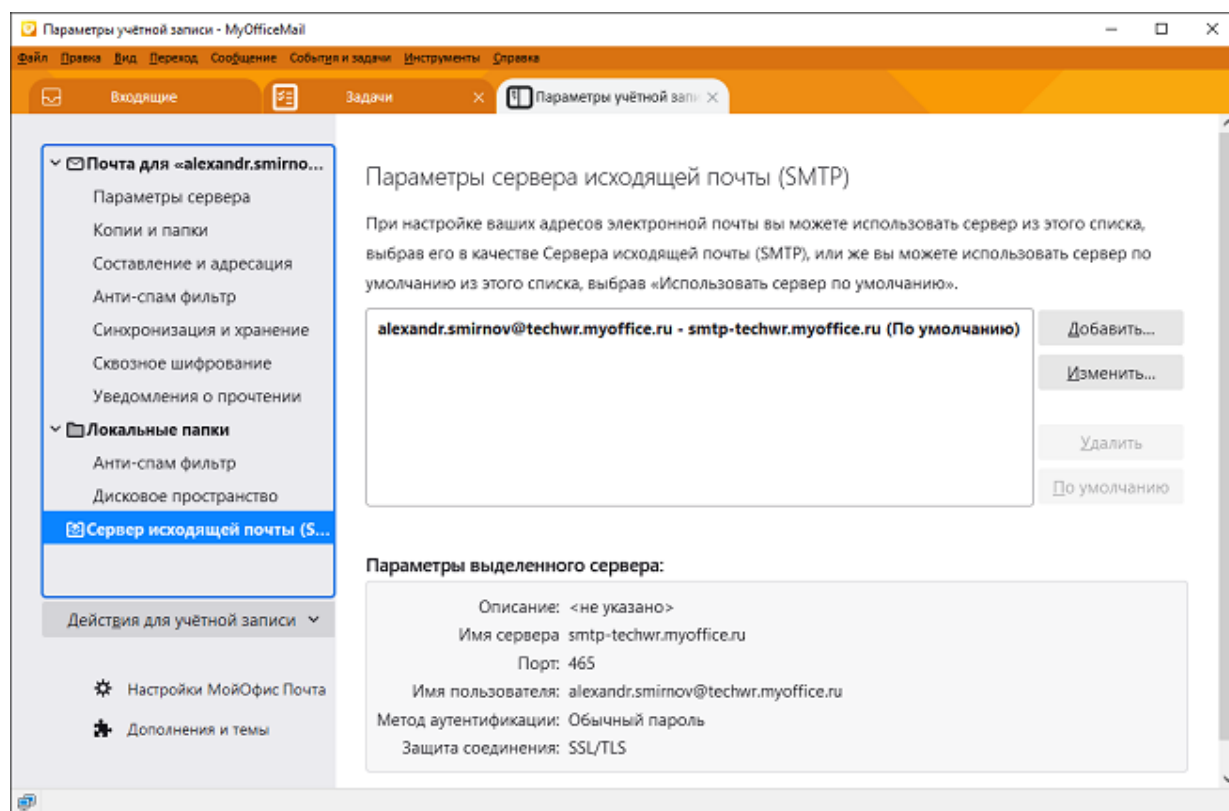 Параметры учётной записи - MyOfficeMail
Файл Правка Вид Переход Сообщение События и задачи Инструменты Справка
Входящие Задачи Параметры учётной запи
Почта для «alexandr.smirno...
Параметры сервера
Копии и папки
Составление и адресация
Анти-спам фильтр
Синхронизация и хранение
Сквозное шифрование
Уведомления о прочтении
Локальные папки
Анти-спам фильтр
Дисковое пространство
Сервер исходящей почты (S...
Действия для учётной записи
Настройки МойОфис Почта
Дополнения и темы
Параметры сервера исходящей почты (SMTP)
При настройке ваших адресов электронной почты вы можете использовать сервер из этого списка,
выбрав его в качестве Сервера исходящей почты (SMTP), или же вы можете использовать сервер по
умолчанию из этого списка, выбрав «Использовать сервер по умолчанию».
alexandr.smirnov@techwr.myoffice.ru - smtp-techwr.myoffice.ru (По умолчанию)
Добавить...
Изменить...
Удалить
По умолчанию
Параметры выделенного сервера:
Описание: <не указано>
Имя сервера smtp-techwr.myoffice.ru
Порт: 465
Имя пользователя: alexandr.smirnov@techwr.myoffice.ru
Метод аутентификации: Обычный пароль
Защита соединения: SSL/TLS